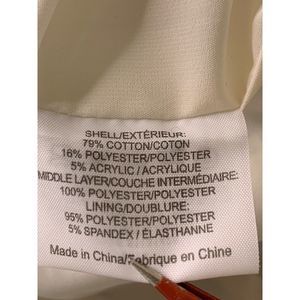 SHELL/EXTÉRIEUR:
79% COTTON/COTON
16% POLYESTER/POLYESTER
5% ACRYLIC / ACRYLIQUE
MIDDLE LAYER/COUCHE INTERMÉDIAIRE:
100% POLYESTER/POLYESTER
LINING/DOUBLURE:
95% POLYESTER/POLYESTER
5% SPANDEX / ÉLASTHANNE
Made in China/Fabrique en Chine